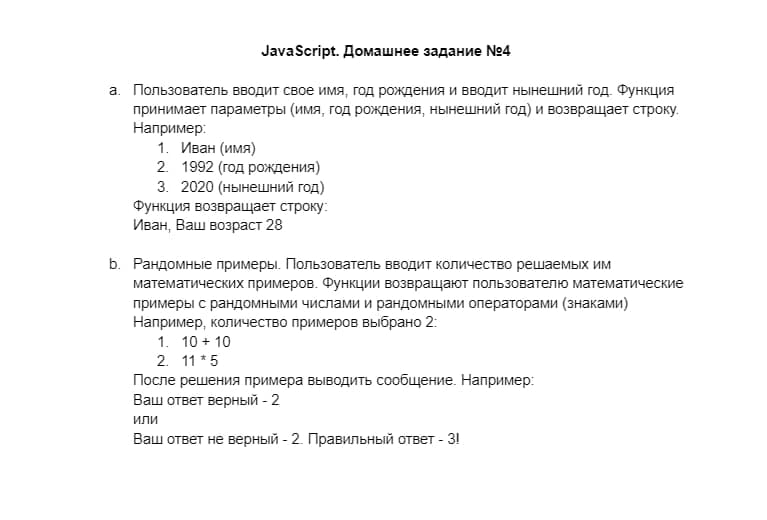 JavaScript. Домашнее задание №4
a. Пользователь вводит свое имя, год рождения и вводит нынешний год. Функция
принимает параметры (имя, год рождения, нынешний год) и возвращает строку.
Например:
1. Иван (имя)
2. 1992 (год рождения)
3. 2020 (нынешний год)
Функция возвращает строку:
Иван, Ваш возраст 28
b. Рандомные примеры. Пользователь вводит количество решаемых им
математических примеров. Функции возвращают пользователю математические
примеры с рандомными числами и рандомными операторами (знаками)
Например, количество примеров выбрано 2:
1. 10 + 10
2. 11 * 5
После решения примера выводить сообщение. Например:
Ваш ответ верный - 2
или
Ваш ответ не верный - 2. Правильный ответ - 3!